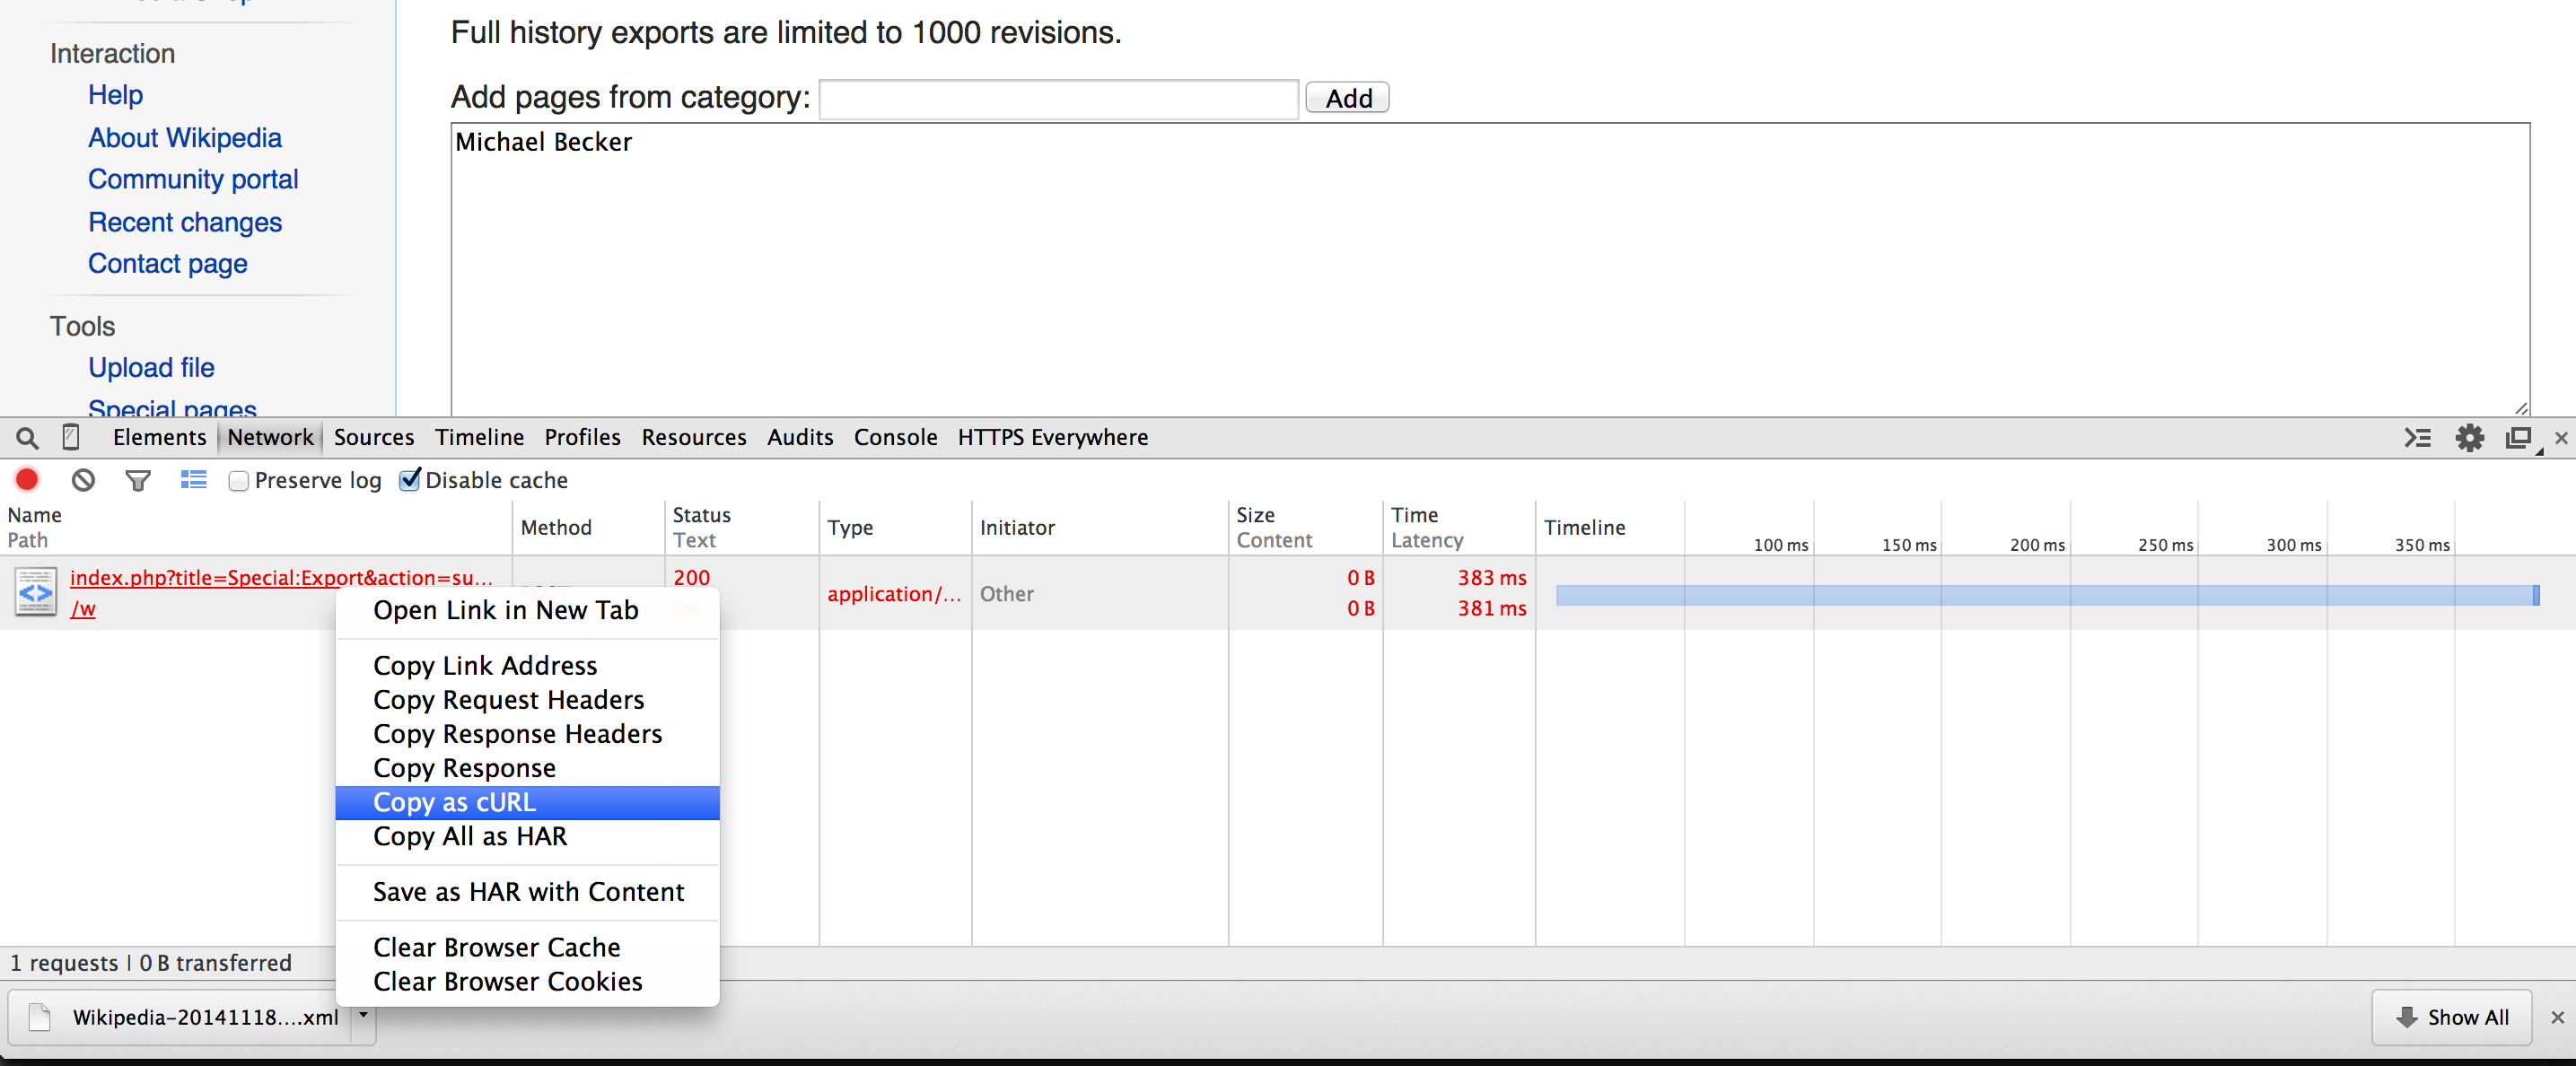 Interaction
Help
About Wikipedia
Community portal
Recent changes
Contact page
Tools
Upload file
Special pages
Full history exports are limited to 1000 revisions.
Add pages from category: Add
Michael Becker
Elements Network Sources Timeline Profiles Resources Audits Console HTTPS Everywhere
Preserve log Disable cache
Name Path Method Status Text Type Initiator Size Content Time Latency Timeline 100 ms 150 ms 200 ms 250 ms 300 ms 350 ms
index.php?title=Special:Export&action=su... 200 application/... Other 0 B 383 ms
/w 0 B 381 ms
Open Link in New Tab
Copy Link Address
Copy Request Headers
Copy Response Headers
Copy Response
Copy as cURL
Copy All as HAR
Save as HAR with Content
Clear Browser Cache
Clear Browser Cookies
1 requests | 0 B transferred
Wikipedia-20141118....xml Show All